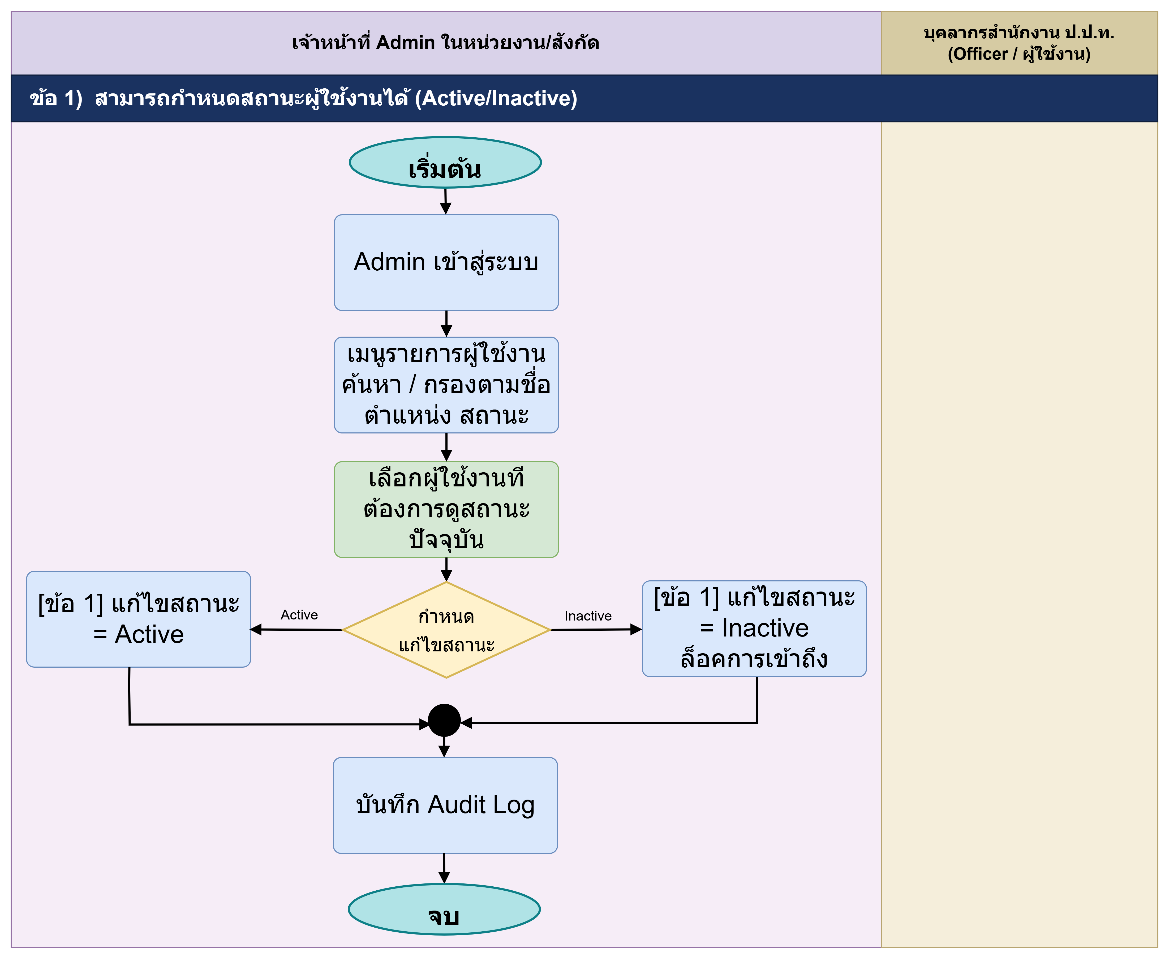 เจ้าหน้าที่ Admin ในหน่วยงาน/สังกัด
บุคลากรสำนักงาน ป.ป.ท.
(Officer / ผู้ใช้งาน)
ข้อ 1) สามารถกำหนดสถานะผู้ใช้งานได้ (Active/Inactive)
เริ่มต้น
Admin เข้าสู่ระบบ
เมนูรายการผู้ใช้งาน
ค้นหา / กรองตามชื่อ
ตำแหน่ง สถานะ
เลือกผู้ใช้งานที่
ต้องการดูสถานะ
ปัจจุบัน
กำหนด
แก้ไขสถานะ
Active
Inactive
[ข้อ 1] แก้ไขสถานะ
= Active
[ข้อ 1] แก้ไขสถานะ
= Inactive
ล็อคการเข้าถึง
บันทึก Audit Log
จบ